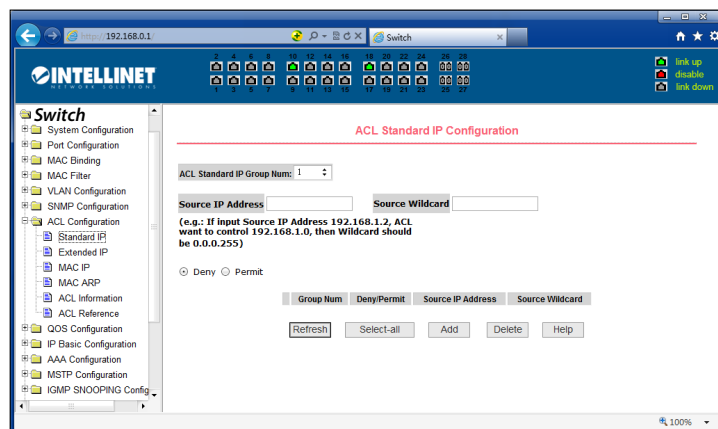 http://192.168.0.1/
Switch
INTELLINET
NETWORK SOLUTIONS
2 4 6 8 10 12 14 16 18 20 22 24 26 28
1 3 5 7 9 11 13 15 17 19 21 23 25 27
link up
disable
link down
Switch
System Configuration
Port Configuration
MAC Binding
MAC Filter
VLAN Configuration
SNMP Configuration
ACL Configuration
Standard IP
Extended IP
MAC IP
MAC ARP
ACL Information
ACL Reference
QOS Configuration
IP Basic Configuration
AAA Configuration
MSTP Configuration
IGMP SNOOPING Config
ACL Standard IP Configuration
ACL Standard IP Group Num: 1
Source IP Address
Source Wildcard
(e.g.: If input Source IP Address 192.168.1.2, ACL
want to control 192.168.1.0, then Wildcard should
be 0.0.0.255)
Deny Permit
Group Num Deny/Permit Source IP Address Source Wildcard
Refresh Select-all Add Delete Help
100%